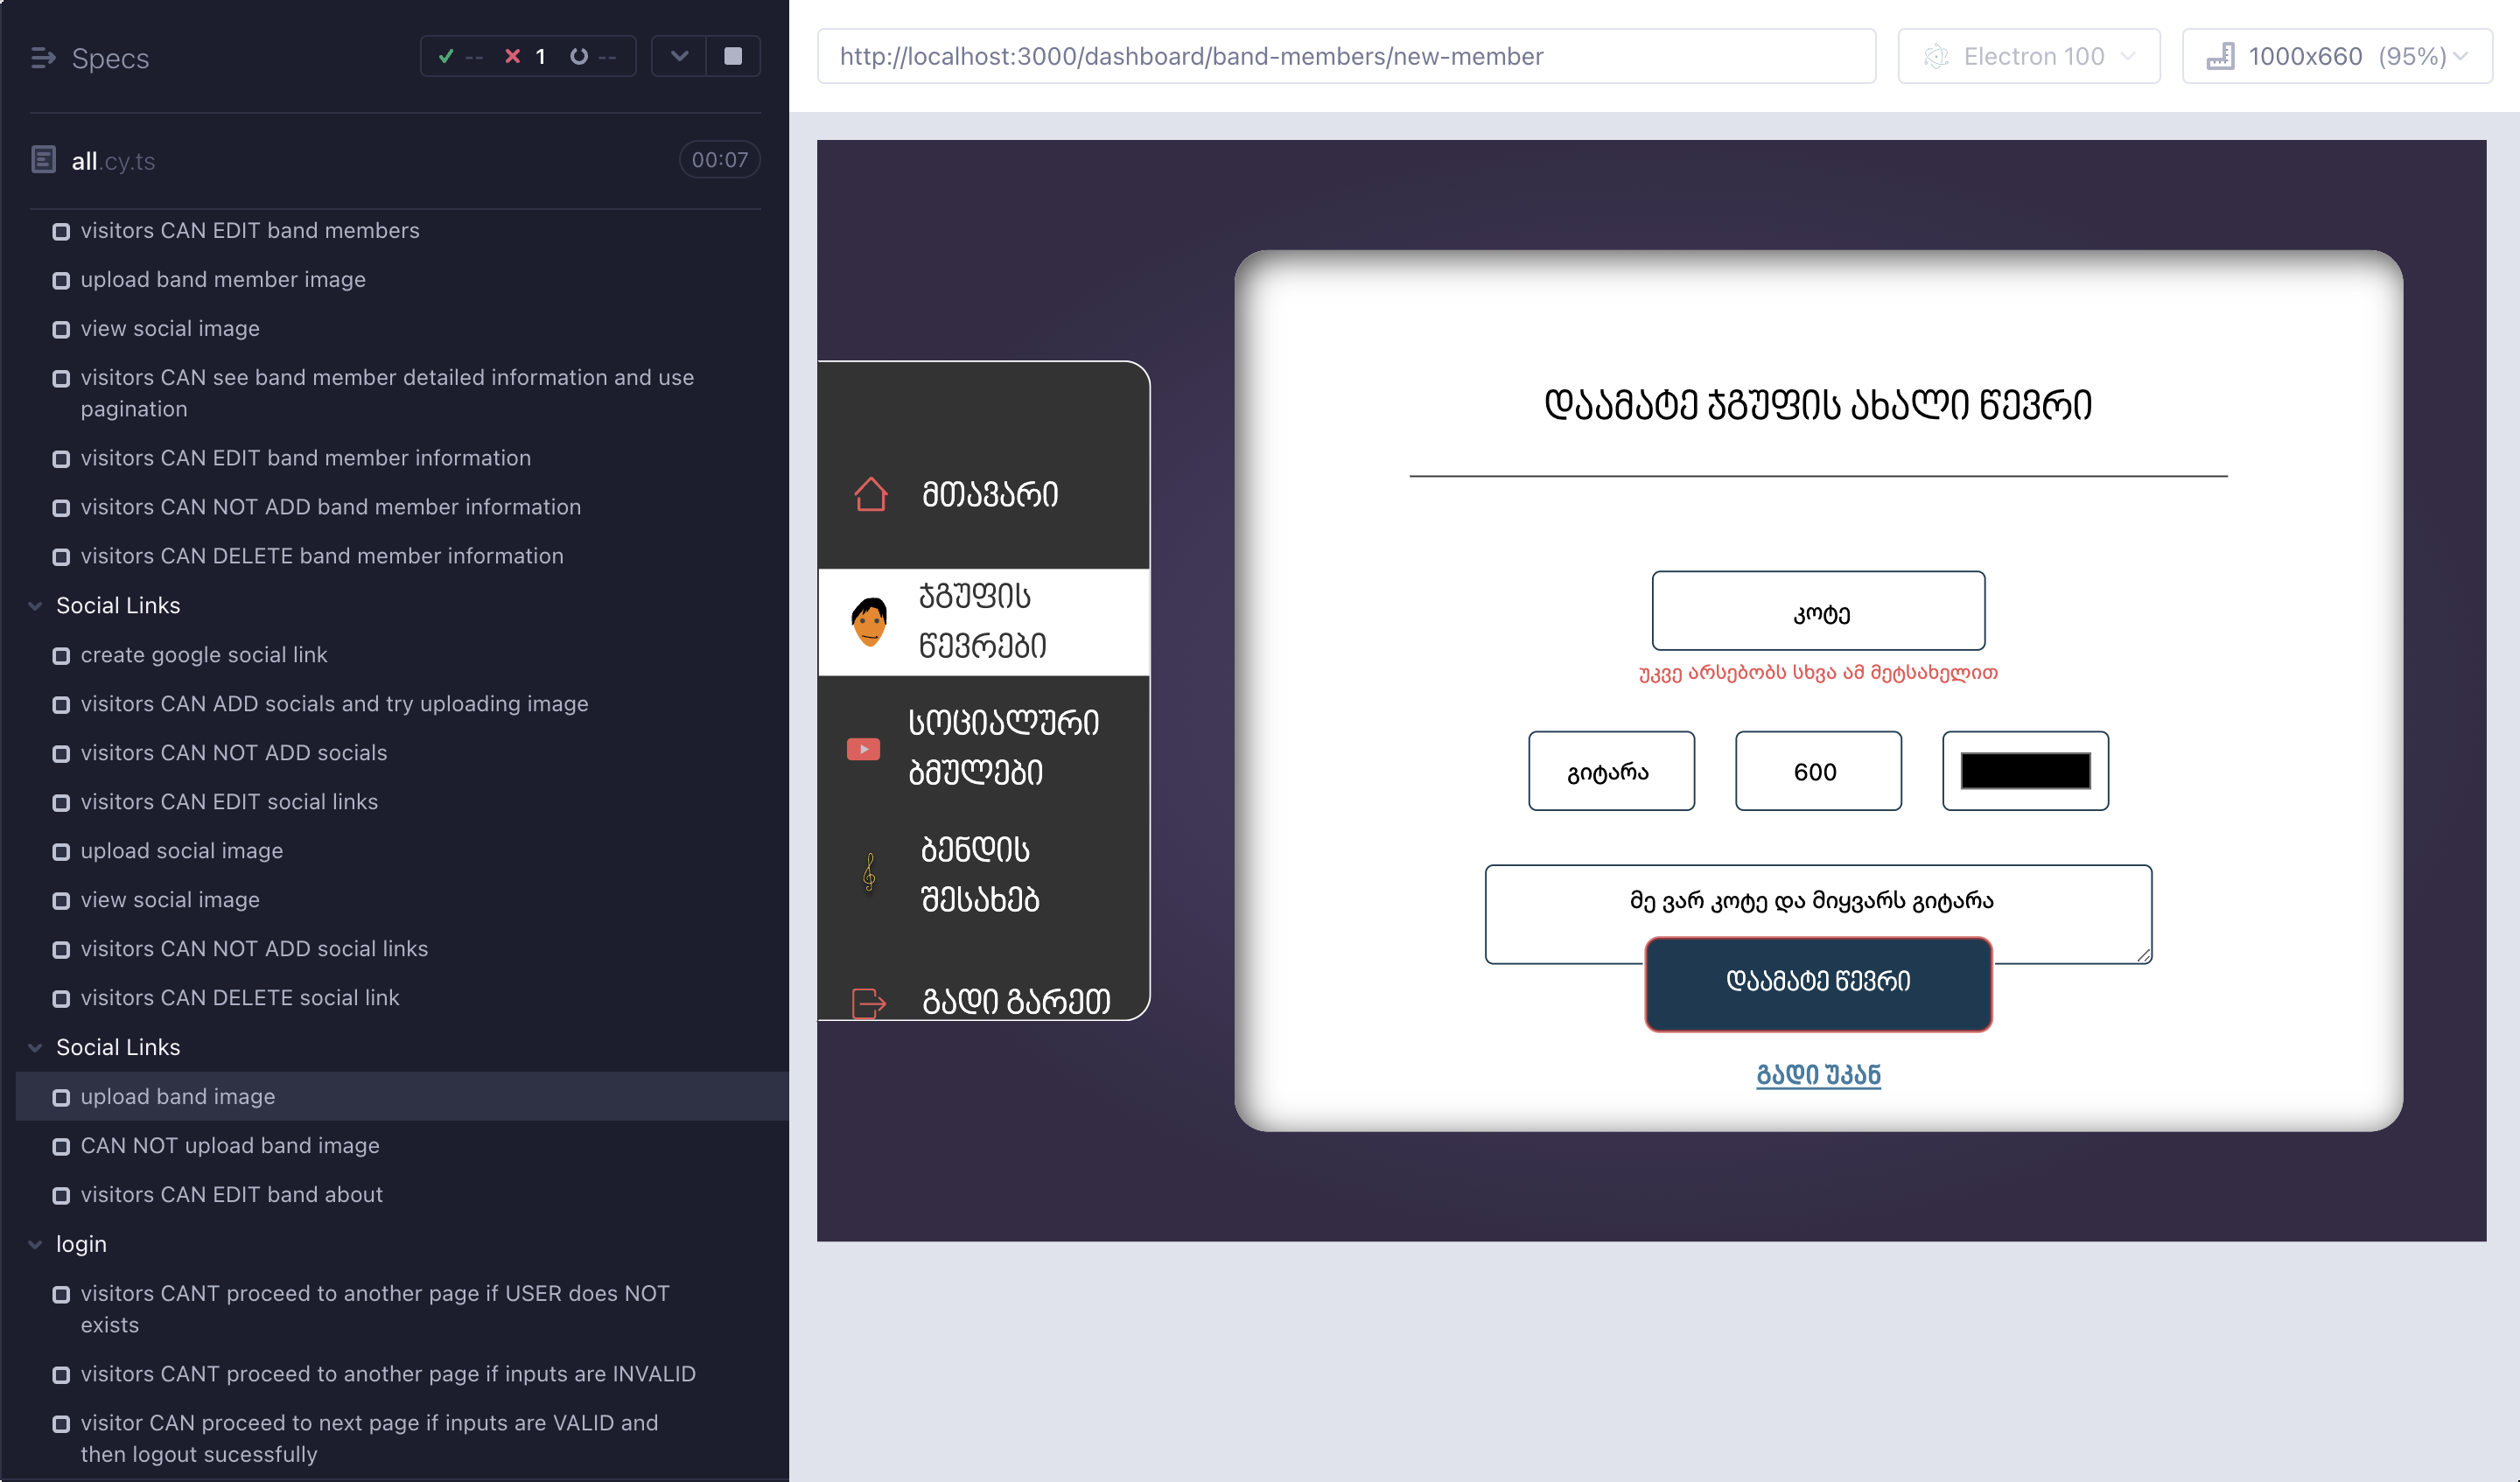 Specs
-- 1 --
all.cy.ts
00:07
visitors CAN EDIT band members
upload band member image
view social image
visitors CAN see band member detailed information and use
pagination
visitors CAN EDIT band member information
visitors CAN NOT ADD band member information
visitors CAN DELETE band member information
Social Links
create google social link
visitors CAN ADD socials and try uploading image
visitors CAN NOT ADD socials
visitors CAN EDIT social links
upload social image
view social image
visitors CAN NOT ADD social links
visitors CAN DELETE social link
Social Links
upload band image
CAN NOT upload band image
visitors CAN EDIT band about
login
visitors CANT proceed to another page if USER does NOT
exists
visitors CANT proceed to another page if inputs are INVALID
visitor CAN proceed to next page if inputs are VALID and
then logout sucessfully
http://localhost:3000/dashboard/band-members/new-member
Electron 100
1000x660 (95%)
მთავარი
ჯგუფის
წევრები
სოციალური
ბმულები
ბენდის
შესახებ
გადი გარეთ
დაამატე ჯგუფის ახალი წევრი
კოტე
უკვე არსებობს სხვა ამ მეტსახელით
გიტარა
600
მე ვარ კოტე და მიყვარს გიტარა
დაამატე წევრი
გადი უკან